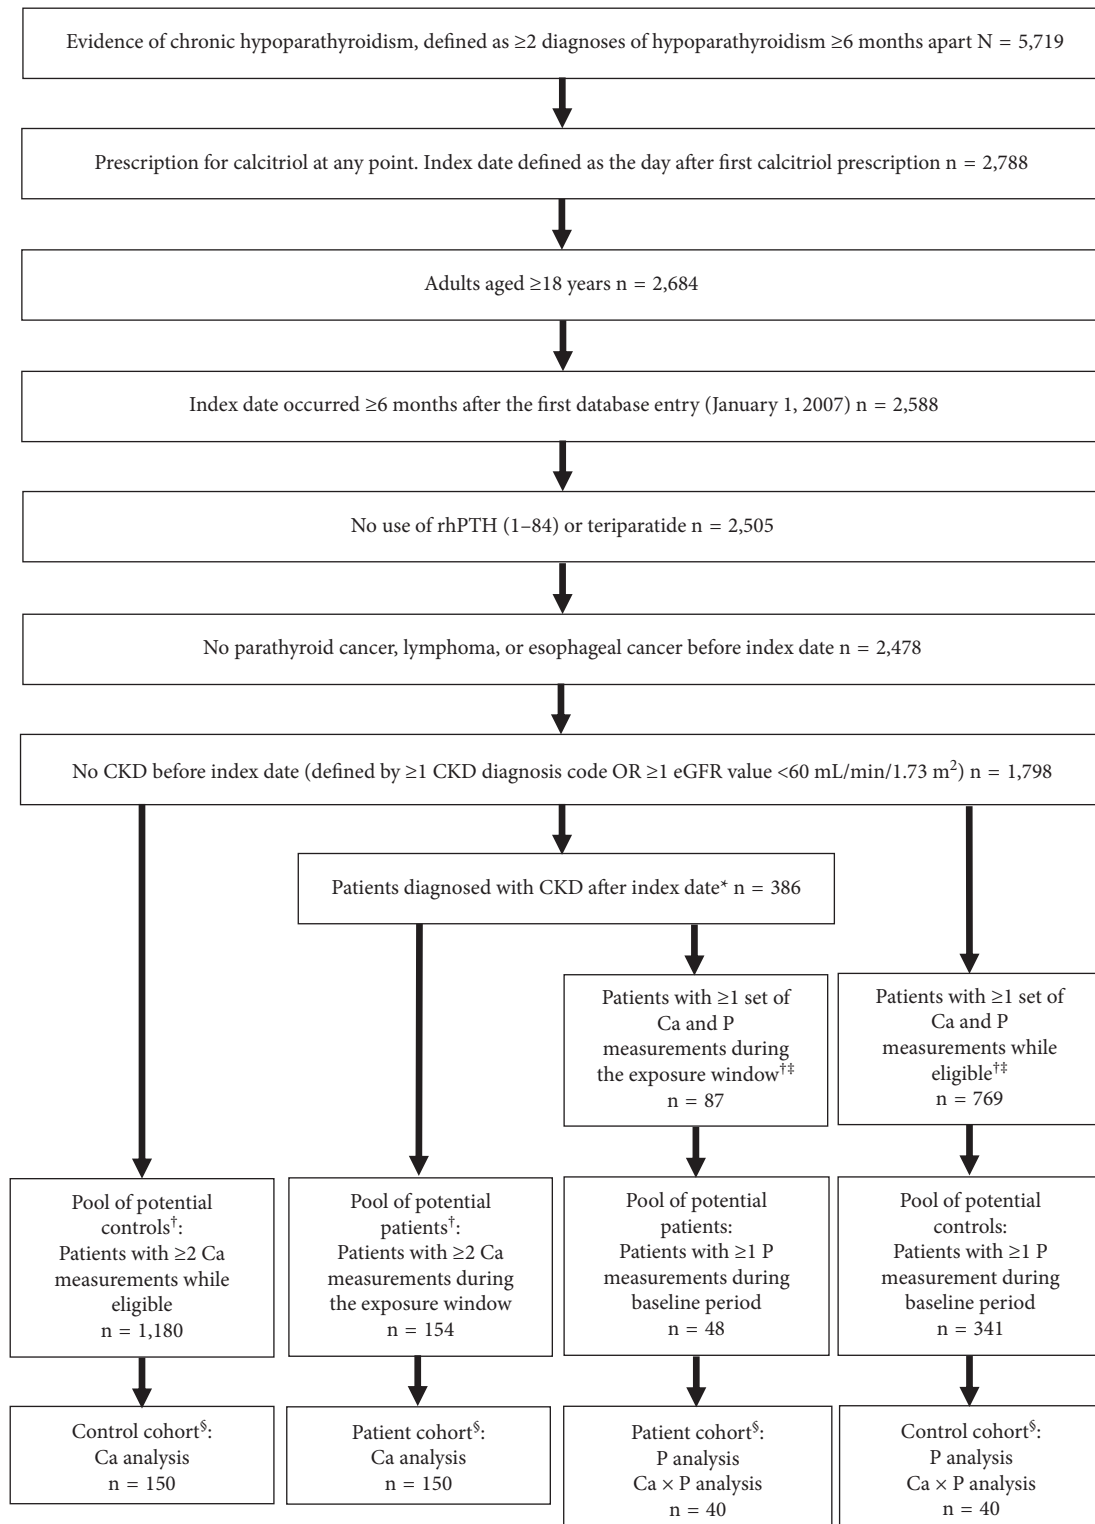 Evidence of chronic hypoparathyroidism, defined as ≥2 diagnoses of hypoparathyroidism ≥6 months apart N = 5,719
Prescription for calcitriol at any point. Index date defined as the day after first calcitriol prescription n = 2,788
Adults aged ≥18 years n = 2,684
Index date occurred ≥6 months after the first database entry (January 1, 2007) n = 2,588
No use of rhPTH (1–84) or teriparatide n = 2,505
No parathyroid cancer, lymphoma, or esophageal cancer before index date n = 2,478
No CKD before index date (defined by ≥1 CKD diagnosis code OR ≥1 eGFR value <60 mL/min/1.73 m²) n = 1,798
Patients diagnosed with CKD after index date* n = 386
Patients with ≥1 set of
Ca and P
measurements during
the exposure window†‡
n = 87
Patients with ≥1 set of
Ca and P
measurements while
eligible†‡
n = 769
Pool of potential
controls†:
Patients with ≥2 Ca
measurements while
eligible
n = 1,180
Pool of potential
patients†:
Patients with ≥2 Ca
measurements during
the exposure window
n = 154
Pool of potential
patients:
Patients with ≥1 P
measurements during
baseline period
n = 48
Pool of potential
controls:
Patients with ≥1 P
measurement during
baseline period
n = 341
Control cohort§:
Ca analysis
n = 150
Patient cohort§:
Ca analysis
n = 150
Patient cohort§:
P analysis
Ca × P analysis
n = 40
Control cohort§:
P analysis
Ca × P analysis
n = 40